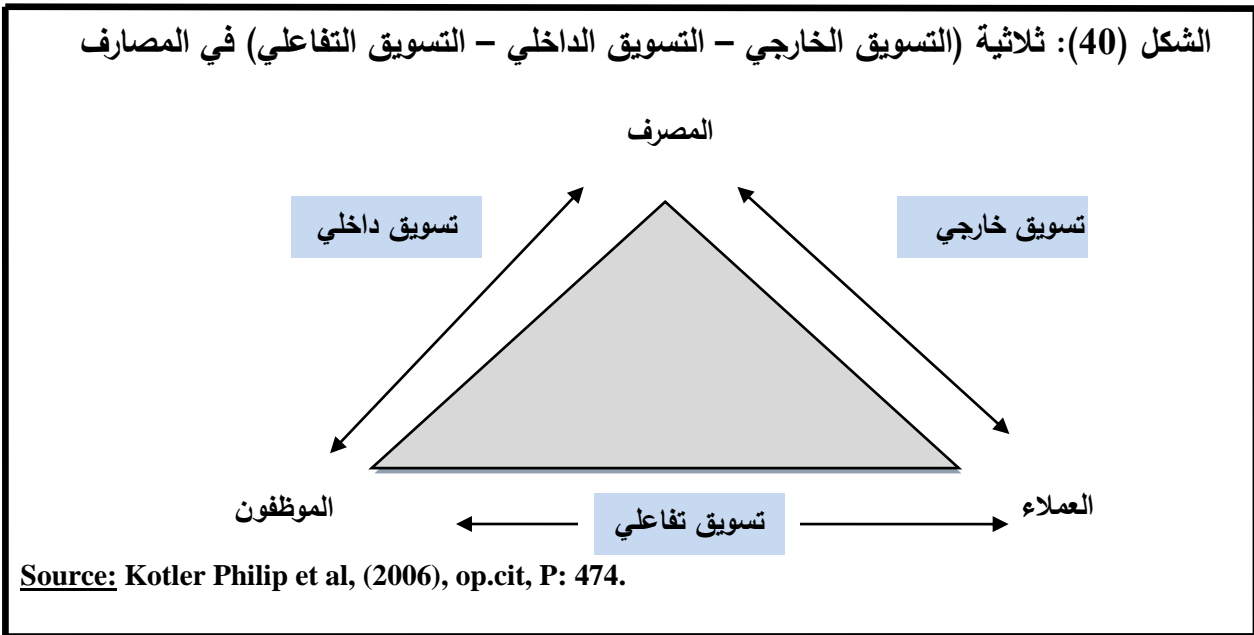 الشكل (40): ثلاثية (التسويق الخارجي – التسويق الداخلي – التسويق التفاعلي) في المصارف
المصرف
تسويق خارجي
تسويق داخلي
العملاء
تسويق تفاعلي
الموظفون
Source: Kotler Philip et al, (2006), op.cit, P: 474.